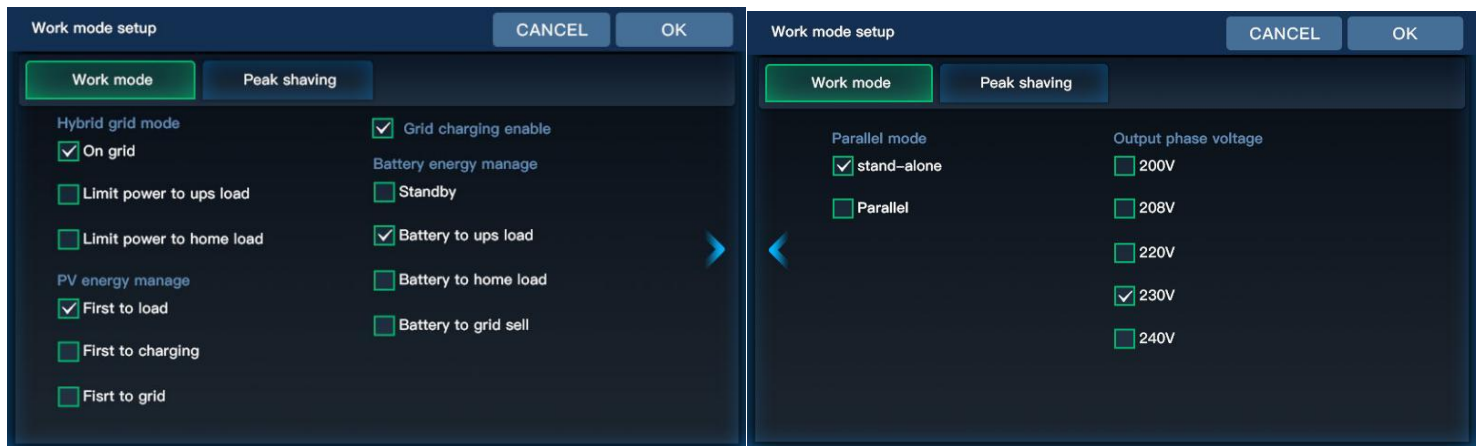 Work mode setup
CANCEL
OK
Work mode
Peak shaving
Hybrid grid mode
On grid
Limit power to ups load
Limit power to home load
PV energy manage
First to load
First to charging
Fisrt to grid
Grid charging enable
Battery energy manage
Standby
Battery to ups load
Battery to home load
Battery to grid sell
Work mode setup
CANCEL
OK
Work mode
Peak shaving
Parallel mode
stand-alone
Parallel
Output phase voltage
200V
208V
220V
230V
240V